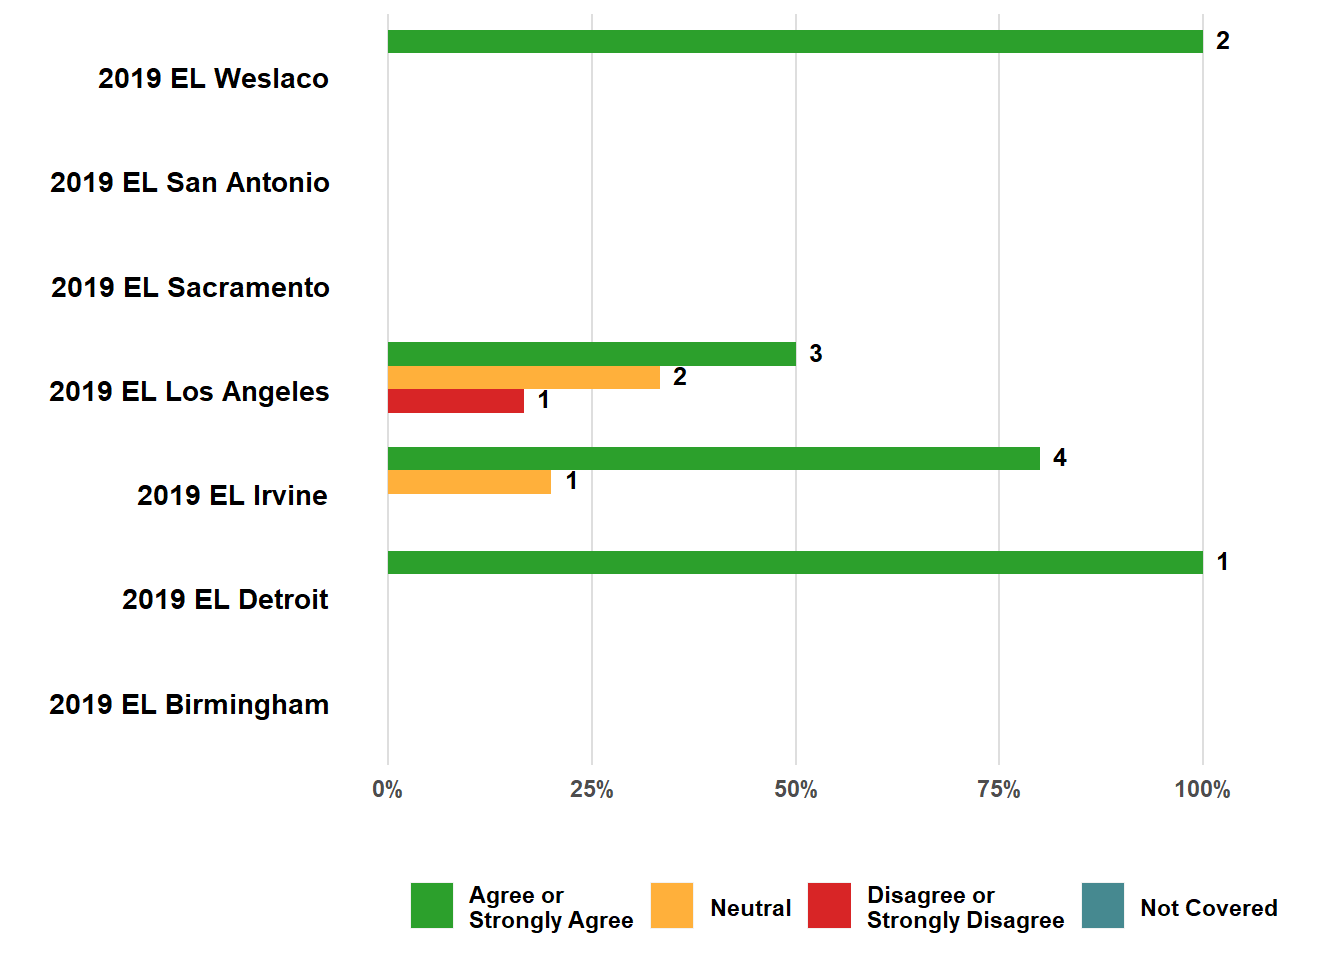 2
2019 EL Weslaco
2019 EL San Antonio
2019 EL Sacramento
3
2
2019 EL Los Angeles
1
4
1
2019 EL Irvine
1
2019 EL Detroit
2019 EL Birmingham
0% 25% 50% 75% 100%
Agree or
Strongly Agree
Neutral
Disagree or
Strongly Disagree
Not Covered